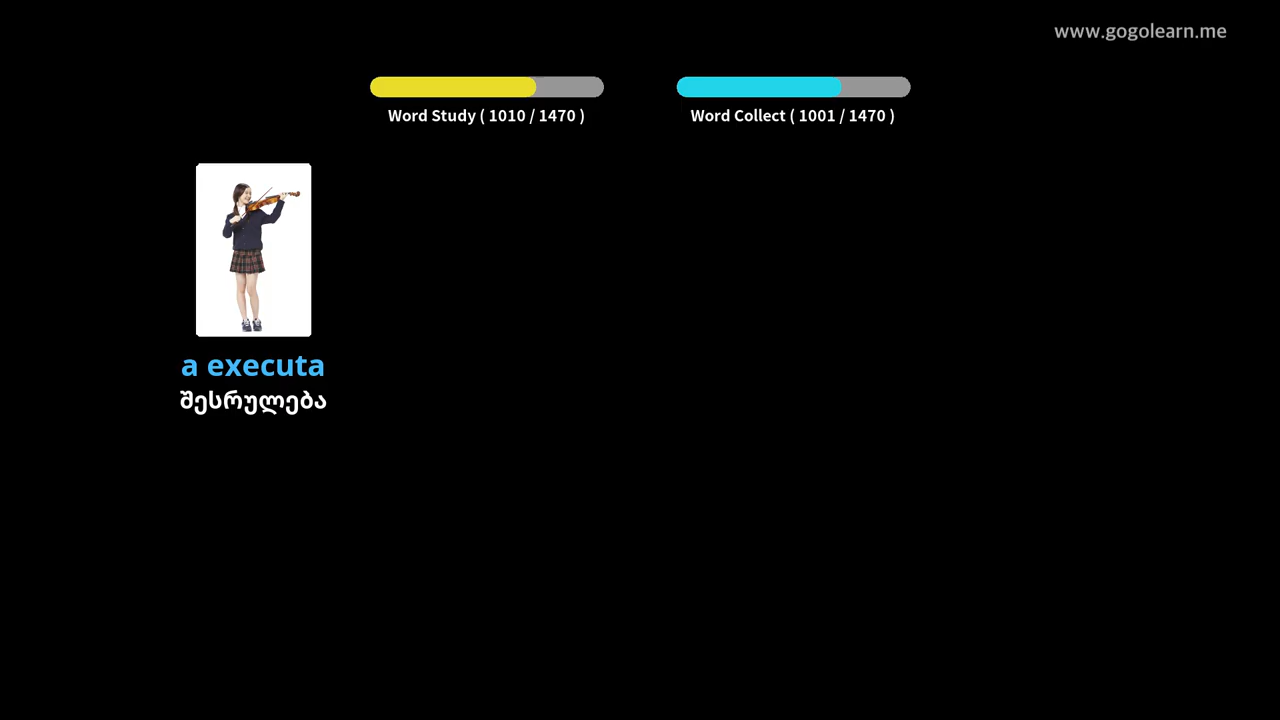 www.gogolearn.me
Word Study ( 1010 / 1470 )
Word Collect ( 1001 / 1470 )
a executa
შესრულება